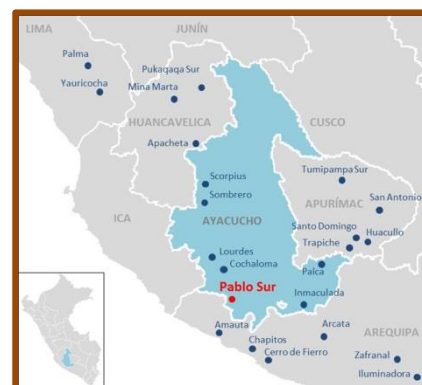 LIMA
JUNÍN
Palma
Pukaqaqa Sur
Yauricocha
Mina Marta
HUANCAVELICA
CUSCO
Apacheta
Tumipampa Sur
Scorpius
Sombrero
APURÍMAC
San Antonio
ICA
AYACUCHO
Santo Domingo
Huacullo
Trapiche
Lourdes
Cochaloma
Palca
Pablo Sur
Inmaculada
Amauta
Arcata
AREQUIPA
Chapitos
Cerro de Fierro
Zafranal
Iluminadora